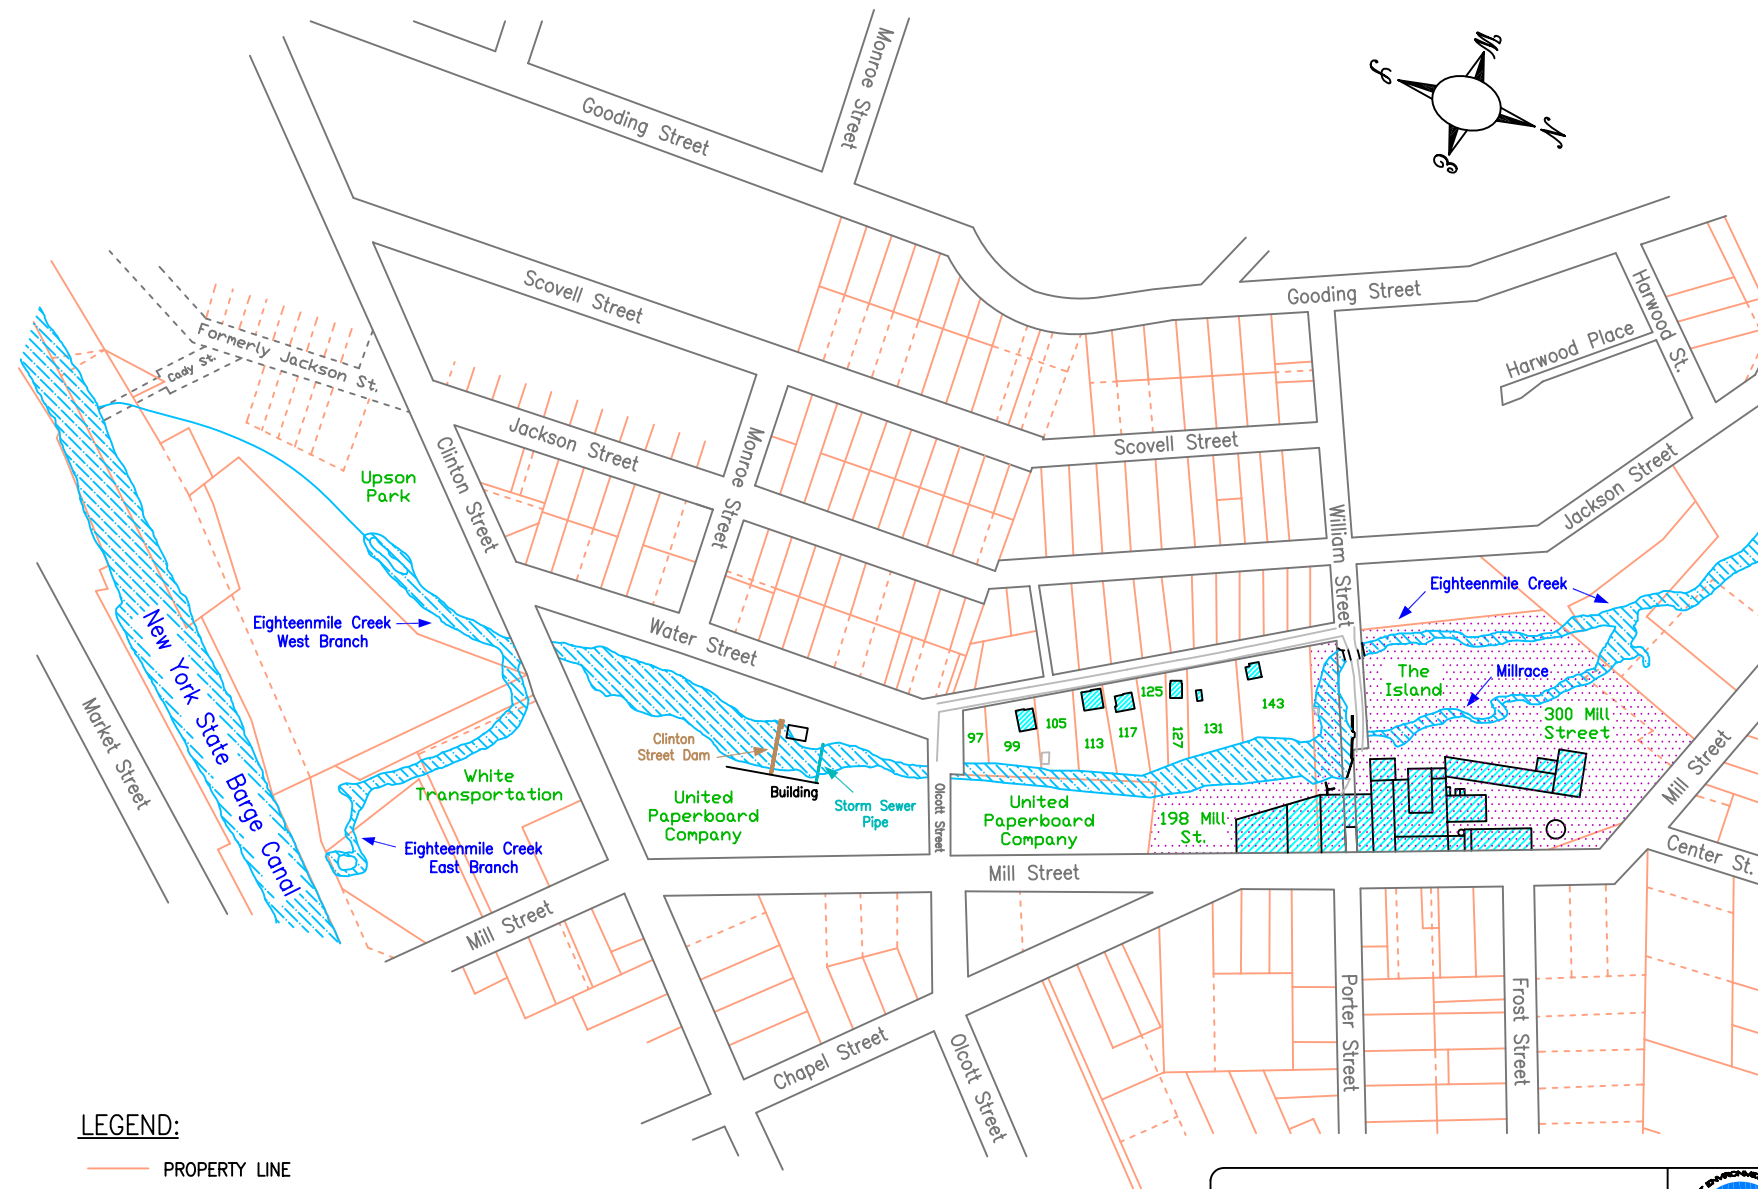 Monroe Street
Gooding Street
W
S
N
E
Scovell Street
Gooding Street
Harwood St.
Harwood Place
Formerly Jackson St.
Cady St.
Jackson Street
Monroe Street
Scovell Street
Clinton Street
Jackson Street
Upson
Park
William Street
Eighteenmile Creek
Eighteenmile Creek
West Branch
Water Street
New York State Barge Canal
The
Island
Millrace
Market Street
125
143
105
97
99
113
117
127
131
300 Mill
Street
Clinton
Street Dam
White
Transportation
Building
Storm Sewer
Pipe
United
Paperboard
Company
Olcott Street
United
Paperboard
Company
198 Mill
St.
Mill Street
Eighteenmile Creek
East Branch
Mill Street
Center St.
Mill Street
Porter Street
Frost Street
Chapel Street
Olcott Street
LEGEND:
PROPERTY LINE